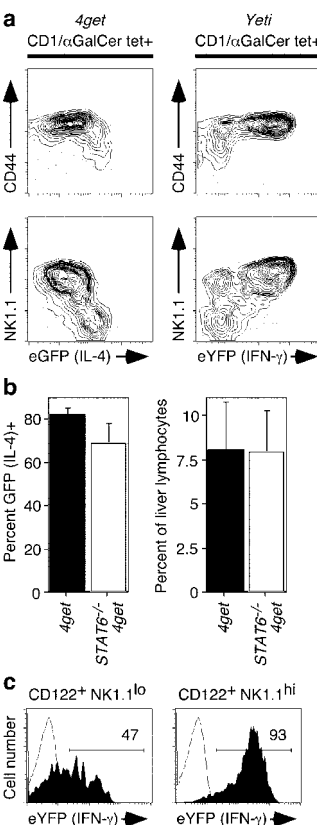 a
4get
Yeti
CD1/αGalCer tet+
CD1/αGalCer tet+
CD44
CD44
NK1.1
NK1.1
eGFP (IL-4)
eYFP (IFN-γ)
b
Percent GFP (IL-4)+
80
60
40
20
0
4get
STAT6-/-
4get
Percent of liver lymphocytes
10
7.5
5
2.5
0
4get
STAT6-/-
4get
c
CD122+ NK1.1lo
CD122+ NK1.1hi
Cell number
47
93
eYFP (IFN-γ)
eYFP (IFN-γ)